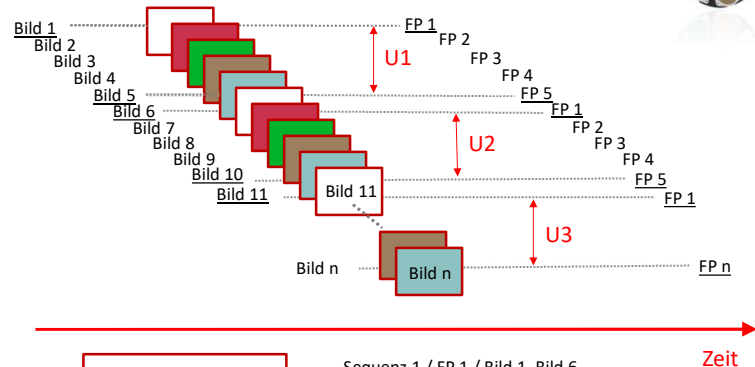 Bild 1 FP 1
Bild 2 FP 2
Bild 3 U1 FP 3
Bild 4 FP 4
Bild 5 FP 5
Bild 6 FP 1
Bild 7 FP 2
Bild 8 U2 FP 3
Bild 9 FP 4
Bild 10 FP 5
Bild 11 Bild 11 FP 1
U3
Bild n Bild n FP n
Zeit
Sequenz 1 / FP 1 / Bild 1, Bild 6